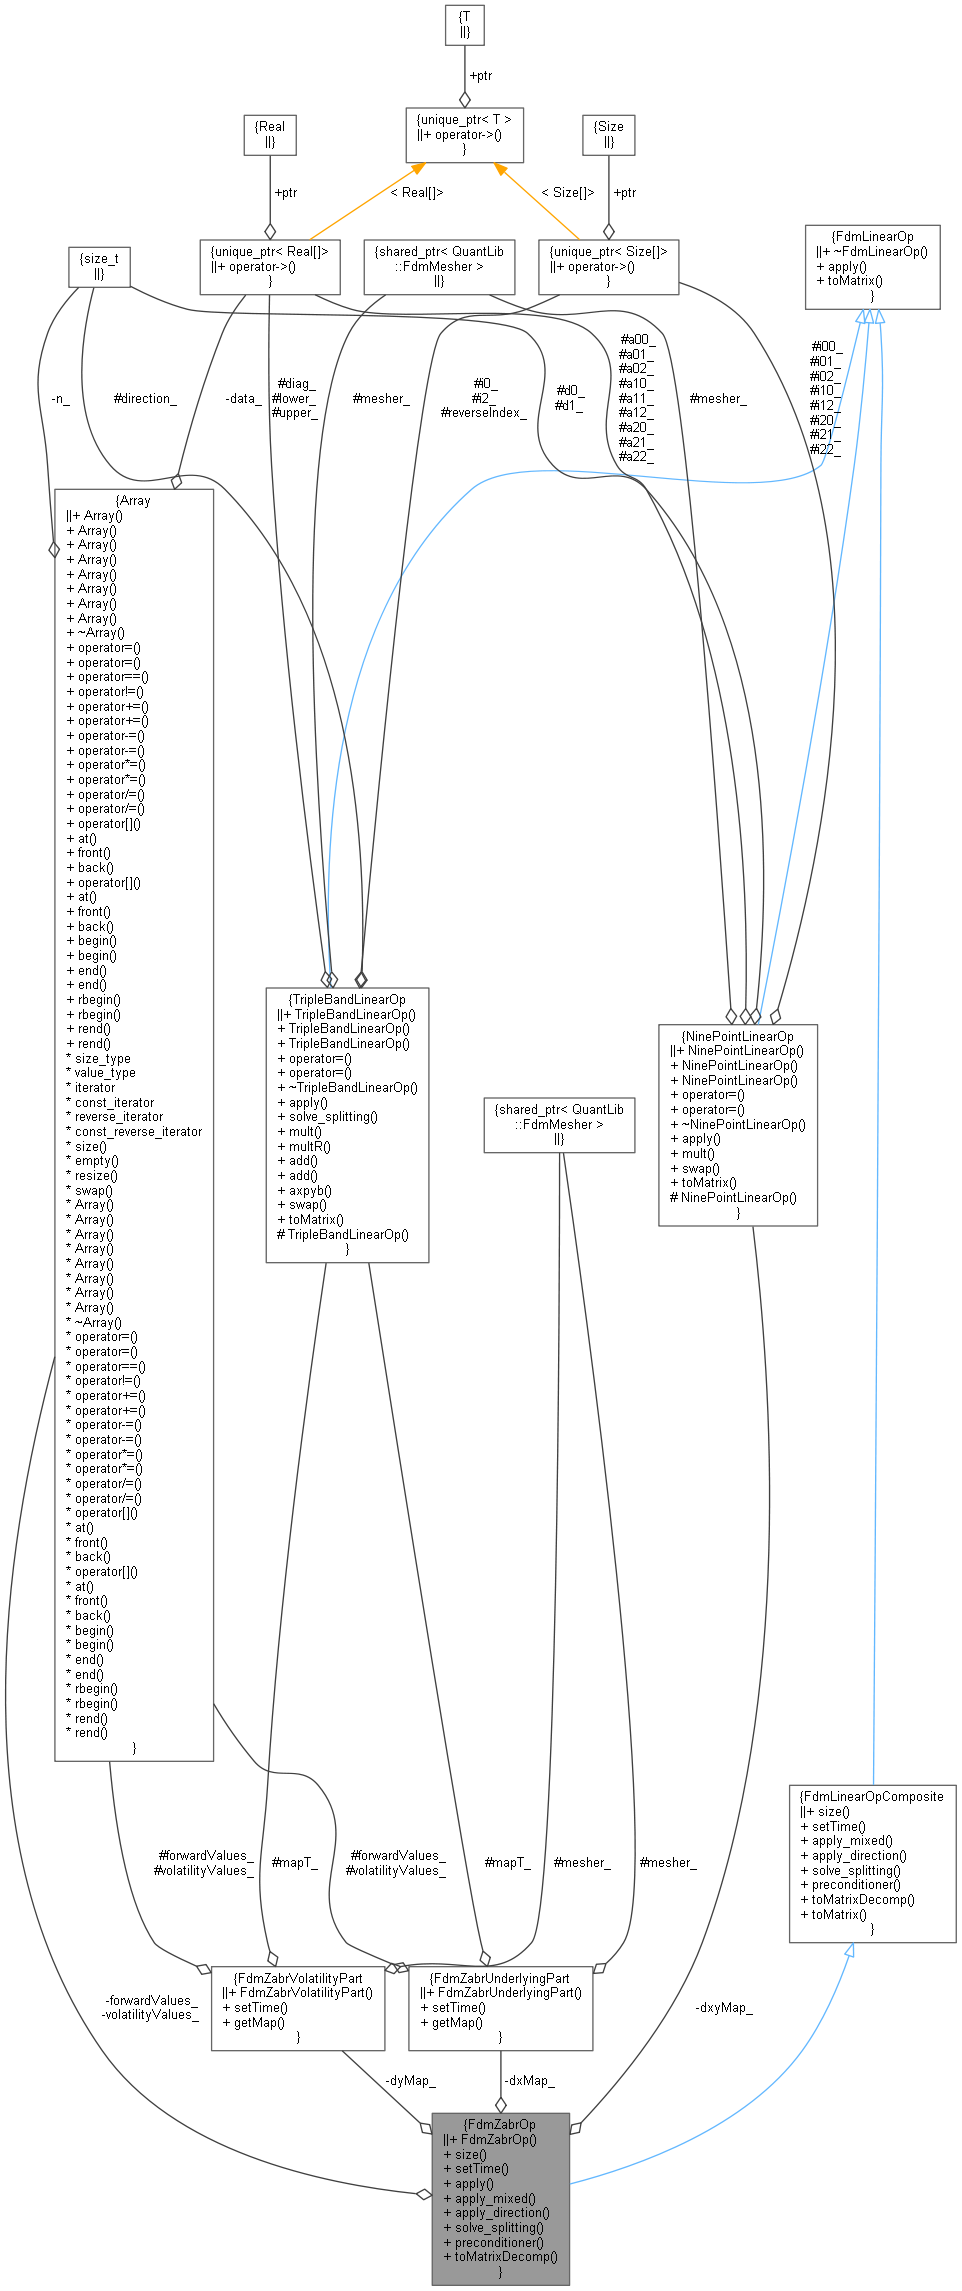 {T
||}
+ptr
{Real
||}
{unique_ptr< T >
||+ operator->()
}
{Size
||}
+ptr
< Real[]>
< Size[]>
+ptr
{size_t
||}
{unique_ptr< Real[]>
||+ operator->()
}
{shared_ptr< QuantLib
::FdmMesher >
||}
{unique_ptr< Size[]>
||+ operator->()
}
{FdmLinearOp
||+ ~FdmLinearOp()
+ apply()
+ toMatrix()
}
-n_
#direction_
-data_
#diag_
#lower_
#upper_
#mesher_
#i0_
#i2_
#reverseIndex_
#d0_
#d1_
#a00_
#a01_
#a02_
#a10_
#a11_
#a12_
#a20_
#a21_
#a22_
#mesher_
#i00_
#i01_
#i02_
#i10_
#i12_
#i20_
#i21_
#i22_
{Array
||+ Array()
+ Array()
+ Array()
+ Array()
+ Array()
+ Array()
+ Array()
+ Array()
+ ~Array()
+ operator=()
+ operator=()
+ operator==()
+ operator!=()
+ operator+=()
+ operator+=()
+ operator-=()
+ operator-=()
+ operator*=()
+ operator*=()
+ operator/=()
+ operator/=()
+ operator[]()
+ at()
+ front()
+ back()
+ operator[]()
+ at()
+ front()
+ back()
+ begin()
+ begin()
+ end()
+ end()
+ rbegin()
+ rbegin()
+ rend()
+ rend()
* size_type
* value_type
* iterator
* const_iterator
* reverse_iterator
* const_reverse_iterator
* size()
* empty()
* resize()
* swap()
* Array()
* Array()
* Array()
* Array()
* Array()
* Array()
* Array()
* Array()
* ~Array()
* operator=()
* operator=()
* operator==()
* operator!=()
* operator+=()
* operator+=()
* operator-=()
* operator-=()
* operator*=()
* operator*=()
* operator/=()
* operator/=()
* operator[]()
* at()
* front()
* back()
* operator[]()
* at()
* front()
* back()
* begin()
* begin()
* end()
* end()
* rbegin()
* rbegin()
* rend()
* rend()
}
{TripleBandLinearOp
||+ TripleBandLinearOp()
+ TripleBandLinearOp()
+ TripleBandLinearOp()
+ operator=()
+ operator=()
+ ~TripleBandLinearOp()
+ apply()
+ solve_splitting()
+ mult()
+ multR()
+ add()
+ add()
+ axpyb()
+ swap()
+ toMatrix()
# TripleBandLinearOp()
}
{NinePointLinearOp
||+ NinePointLinearOp()
+ NinePointLinearOp()
+ NinePointLinearOp()
+ operator=()
+ operator=()
+ ~NinePointLinearOp()
+ apply()
+ mult()
+ swap()
+ toMatrix()
# NinePointLinearOp()
}
{shared_ptr< QuantLib
::FdmMesher >
||}
{FdmLinearOpComposite
||+ size()
+ setTime()
+ apply_mixed()
+ apply_direction()
+ solve_splitting()
+ preconditioner()
+ toMatrixDecomp()
+ toMatrix()
}
#forwardValues_
#volatilityValues_
#mapT_
#forwardValues_
#volatilityValues_
#mapT_
#mesher_
#mesher_
{FdmZabrVolatilityPart
||+ FdmZabrVolatilityPart()
+ setTime()
+ getMap()
}
{FdmZabrUnderlyingPart
||+ FdmZabrUnderlyingPart()
+ setTime()
+ getMap()
}
-forwardValues_
-volatilityValues_
-dxyMap_
-dyMap_
-dxMap_
{FdmZabrOp
||+ FdmZabrOp()
+ size()
+ setTime()
+ apply()
+ apply_mixed()
+ apply_direction()
+ solve_splitting()
+ preconditioner()
+ toMatrixDecomp()
}